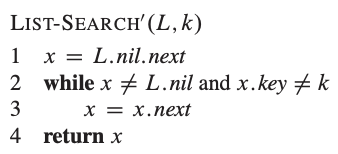 LIST-SEARCH′(L, k)
1 x = L.nil.next
2 while x ≠ L.nil and x.key ≠ k
3 x = x.next
4 return x